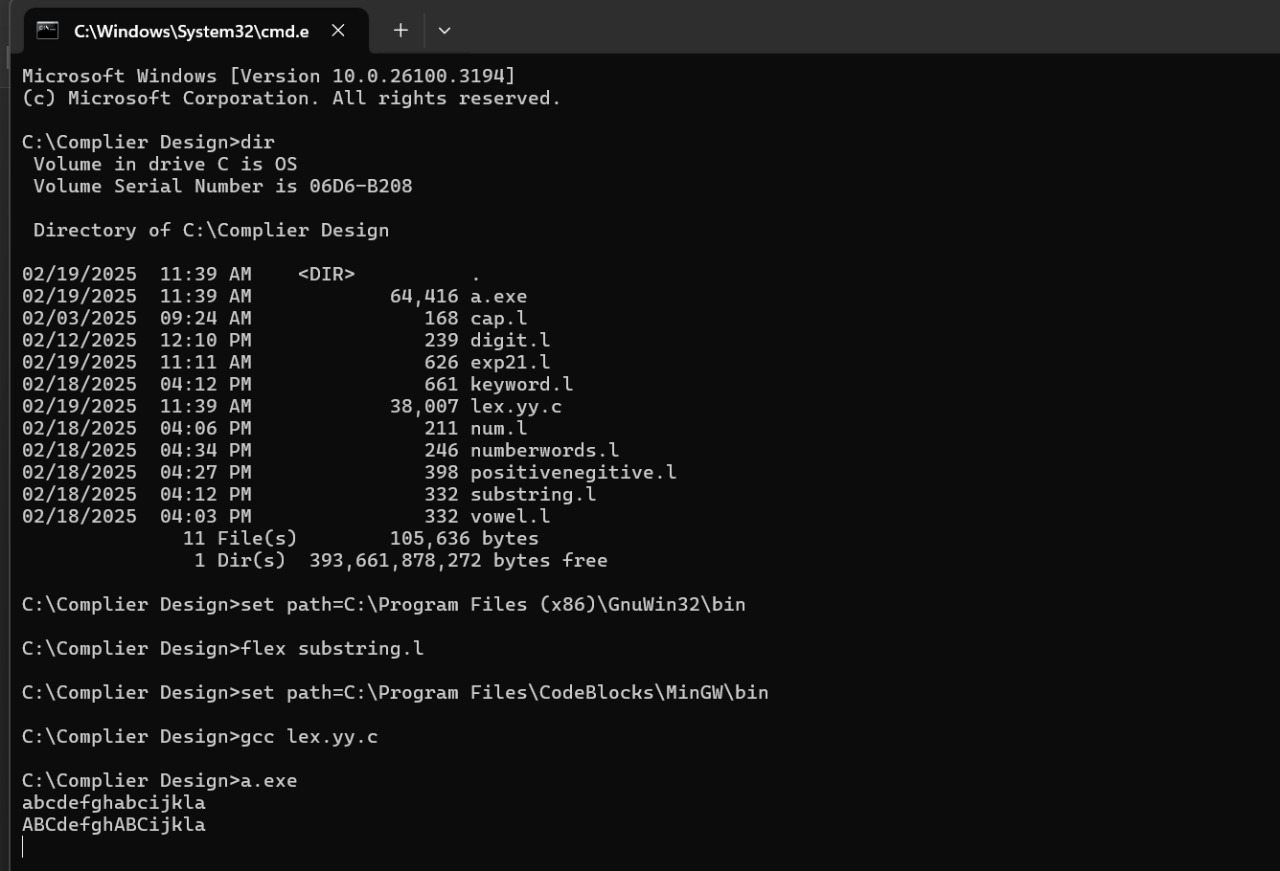 C:\Windows\System32\cmd.e
Microsoft Windows [Version 10.0.26100.3194]
(c) Microsoft Corporation. All rights reserved.
C:\Complier Design>dir
Volume in drive C is OS
Volume Serial Number is 06D6-B208
Directory of C:\Complier Design
02/19/2025  11:39 AM    <DIR>          .
02/19/2025  11:39 AM            64,416 a.exe
02/03/2025  09:24 AM               168 cap.l
02/12/2025  12:10 PM               239 digit.l
02/19/2025  11:11 AM               626 exp21.l
02/18/2025  04:12 PM               661 keyword.l
02/19/2025  11:39 AM            38,007 lex.yy.c
02/18/2025  04:06 PM               211 num.l
02/18/2025  04:34 PM               246 numberwords.l
02/18/2025  04:27 PM               398 positivenegitive.l
02/18/2025  04:12 PM               332 substring.l
02/18/2025  04:03 PM               332 vowel.l
11 File(s)        105,636 bytes
1 Dir(s)  393,661,878,272 bytes free
C:\Complier Design>set path=C:\Program Files (x86)\GnuWin32\bin
C:\Complier Design>flex substring.l
C:\Complier Design>set path=C:\Program Files\CodeBlocks\MinGW\bin
C:\Complier Design>gcc lex.yy.c
C:\Complier Design>a.exe
abcdefghabcijkla
ABCdefghABCijkla